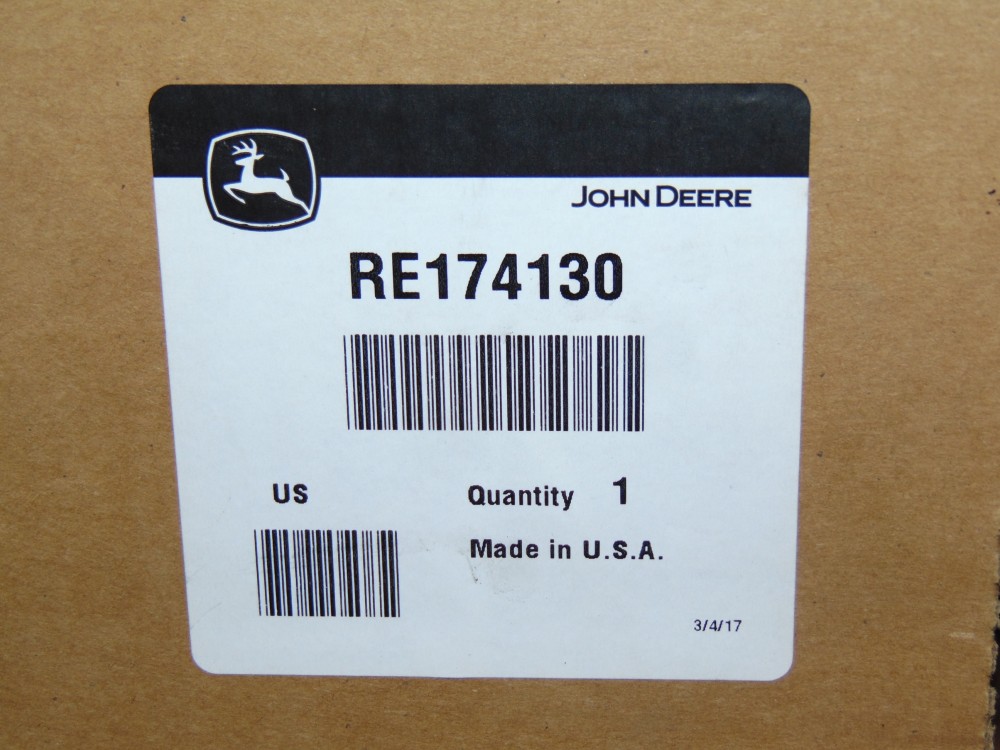 JOHN DEERE
RE174130
US
Quantity 1
Made in U.S.A.
3/4/17